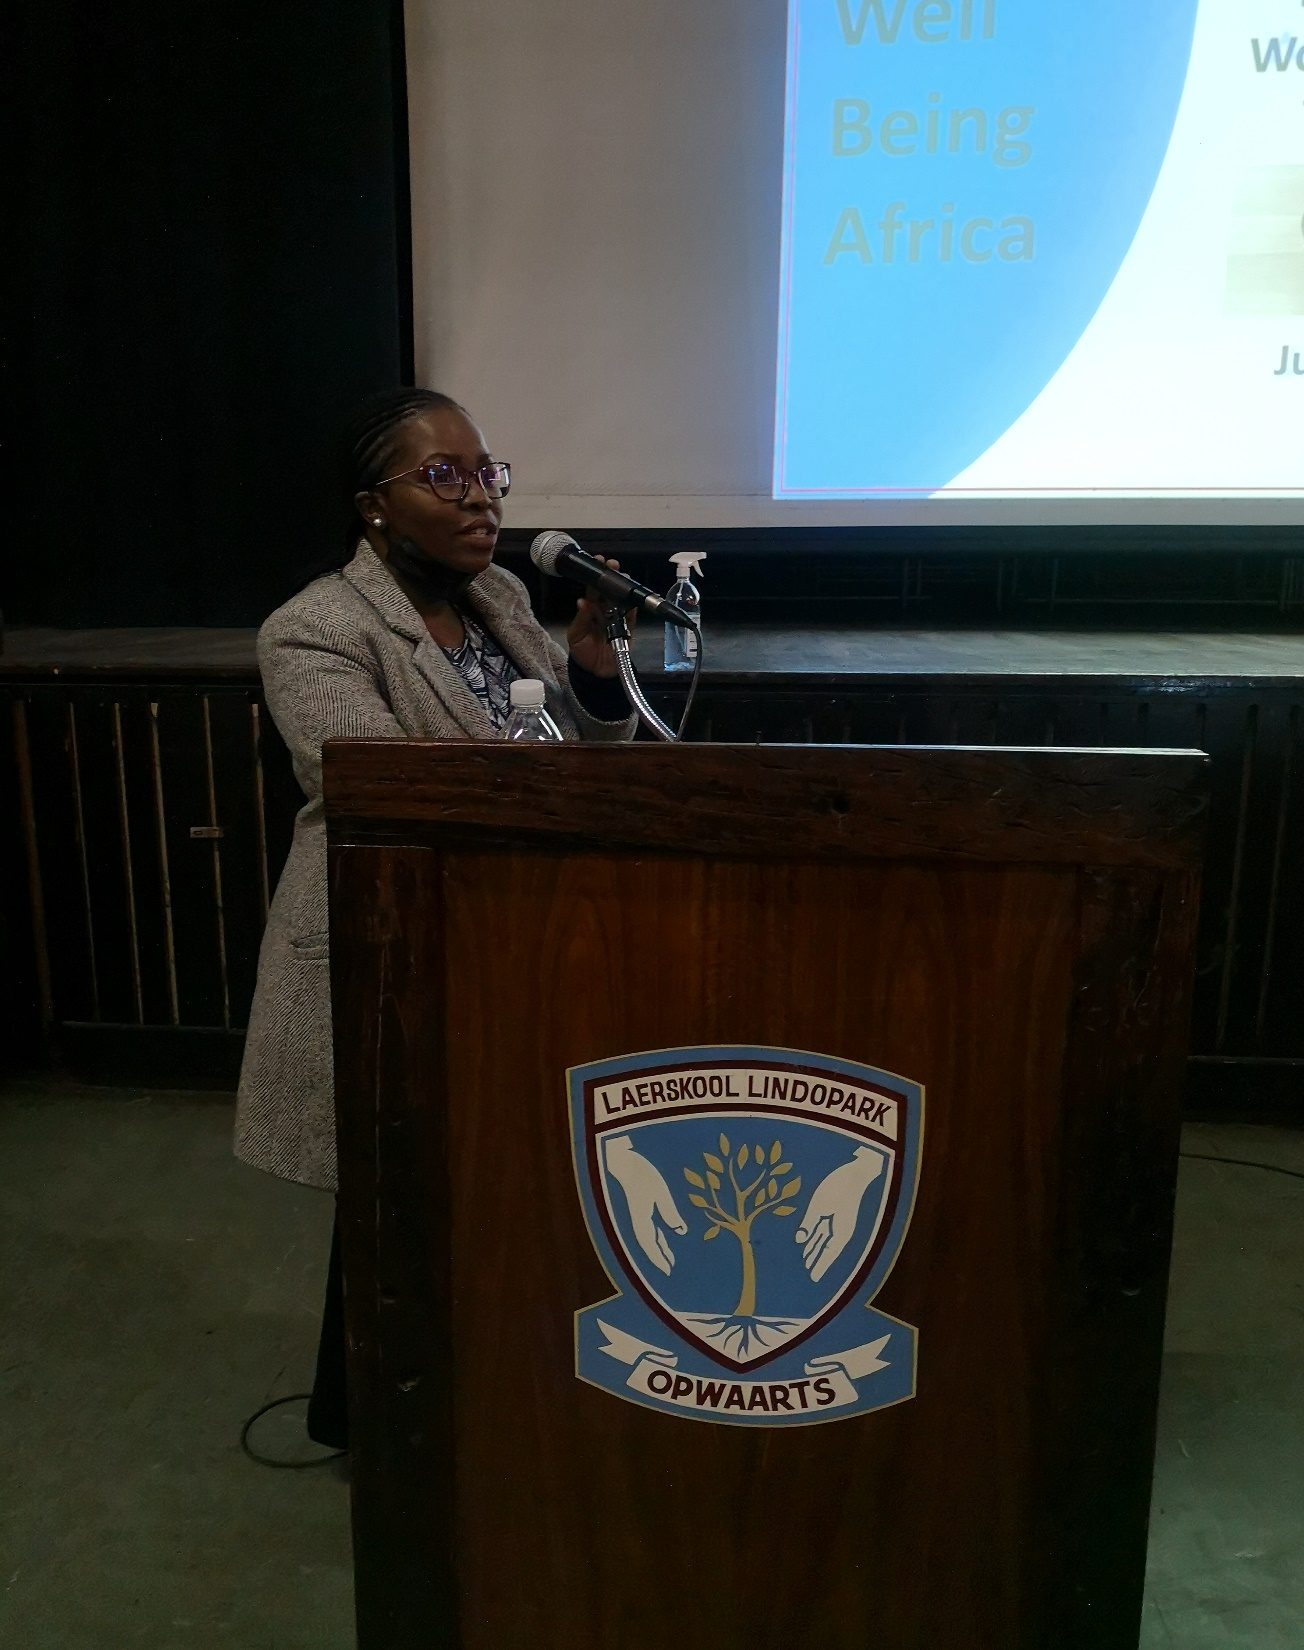 Well
Being
Africa
LAERSKOOL LINDOPARK
OPWAARTS